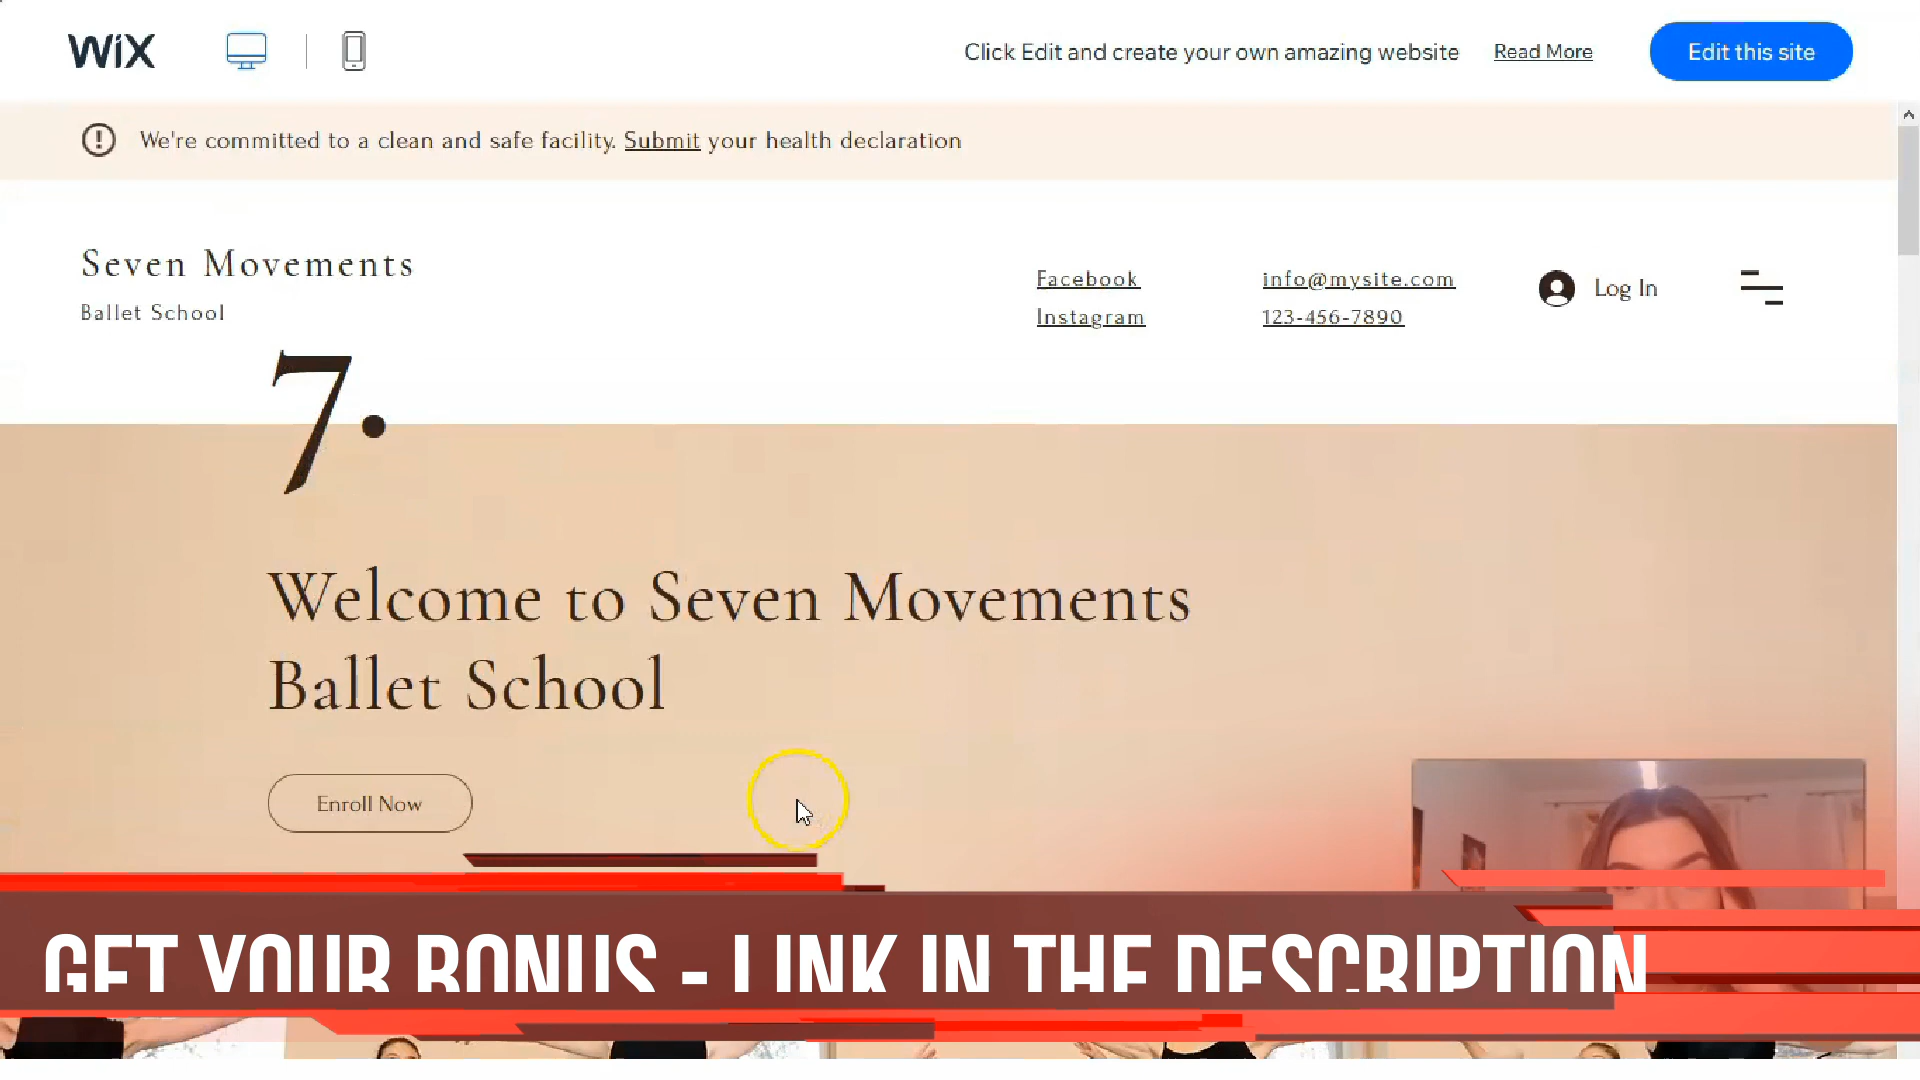 WiX
Click Edit and create your own amazing website
Read More
Edit this site
We're committed to a clean and safe facility. Submit your health declaration
Seven Movements
Ballet School
Facebook
Instagram
info@mysite.com
123-456-7890
Log In
7.
Welcome to Seven Movements
Ballet School
Enroll Now
GET YOUR BONUS - LINK IN THE DESCRIPTION